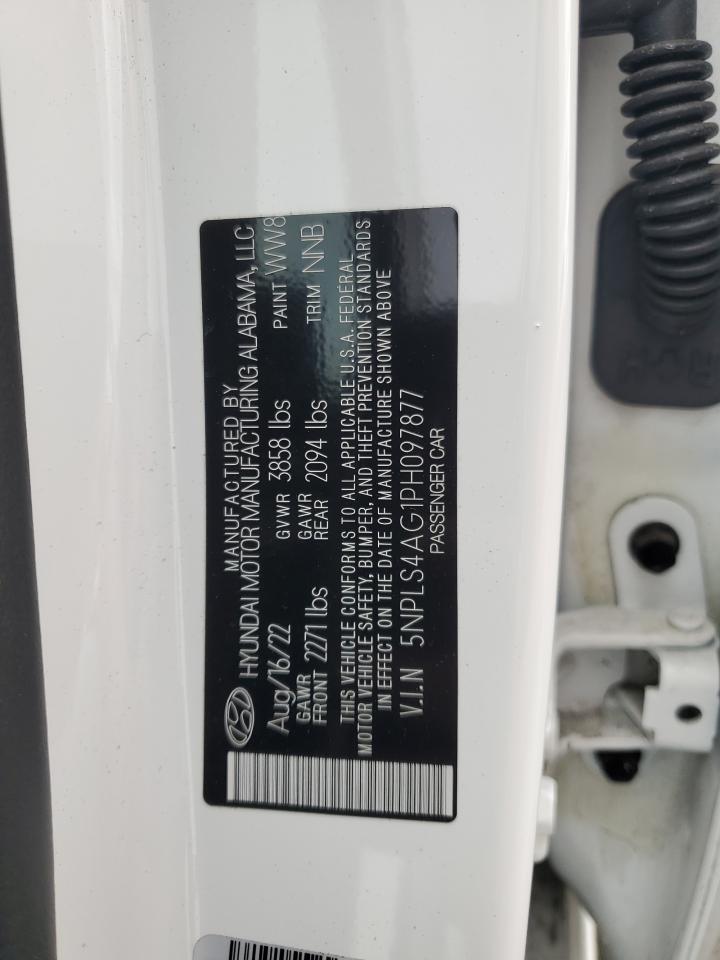 MANUFACTURED BY
HYUNDAI MOTOR MANUFACTURING ALABAMA, LLC
Aug/16/22 GVWR 3858 lbs PAINT WW8
GAWR FRONT 2271 lbs GAWR REAR 2094 lbs TRIM NNB
THIS VEHICLE CONFORMS TO ALL APPLICABLE U.S.A. FEDERAL
MOTOR VEHICLE SAFETY, BUMPER, AND THEFT PREVENTION STANDARDS
IN EFFECT ON THE DATE OF MANUFACTURE SHOWN ABOVE
V.I.N 5NPLS4AG1PH097877
PASSENGER CAR